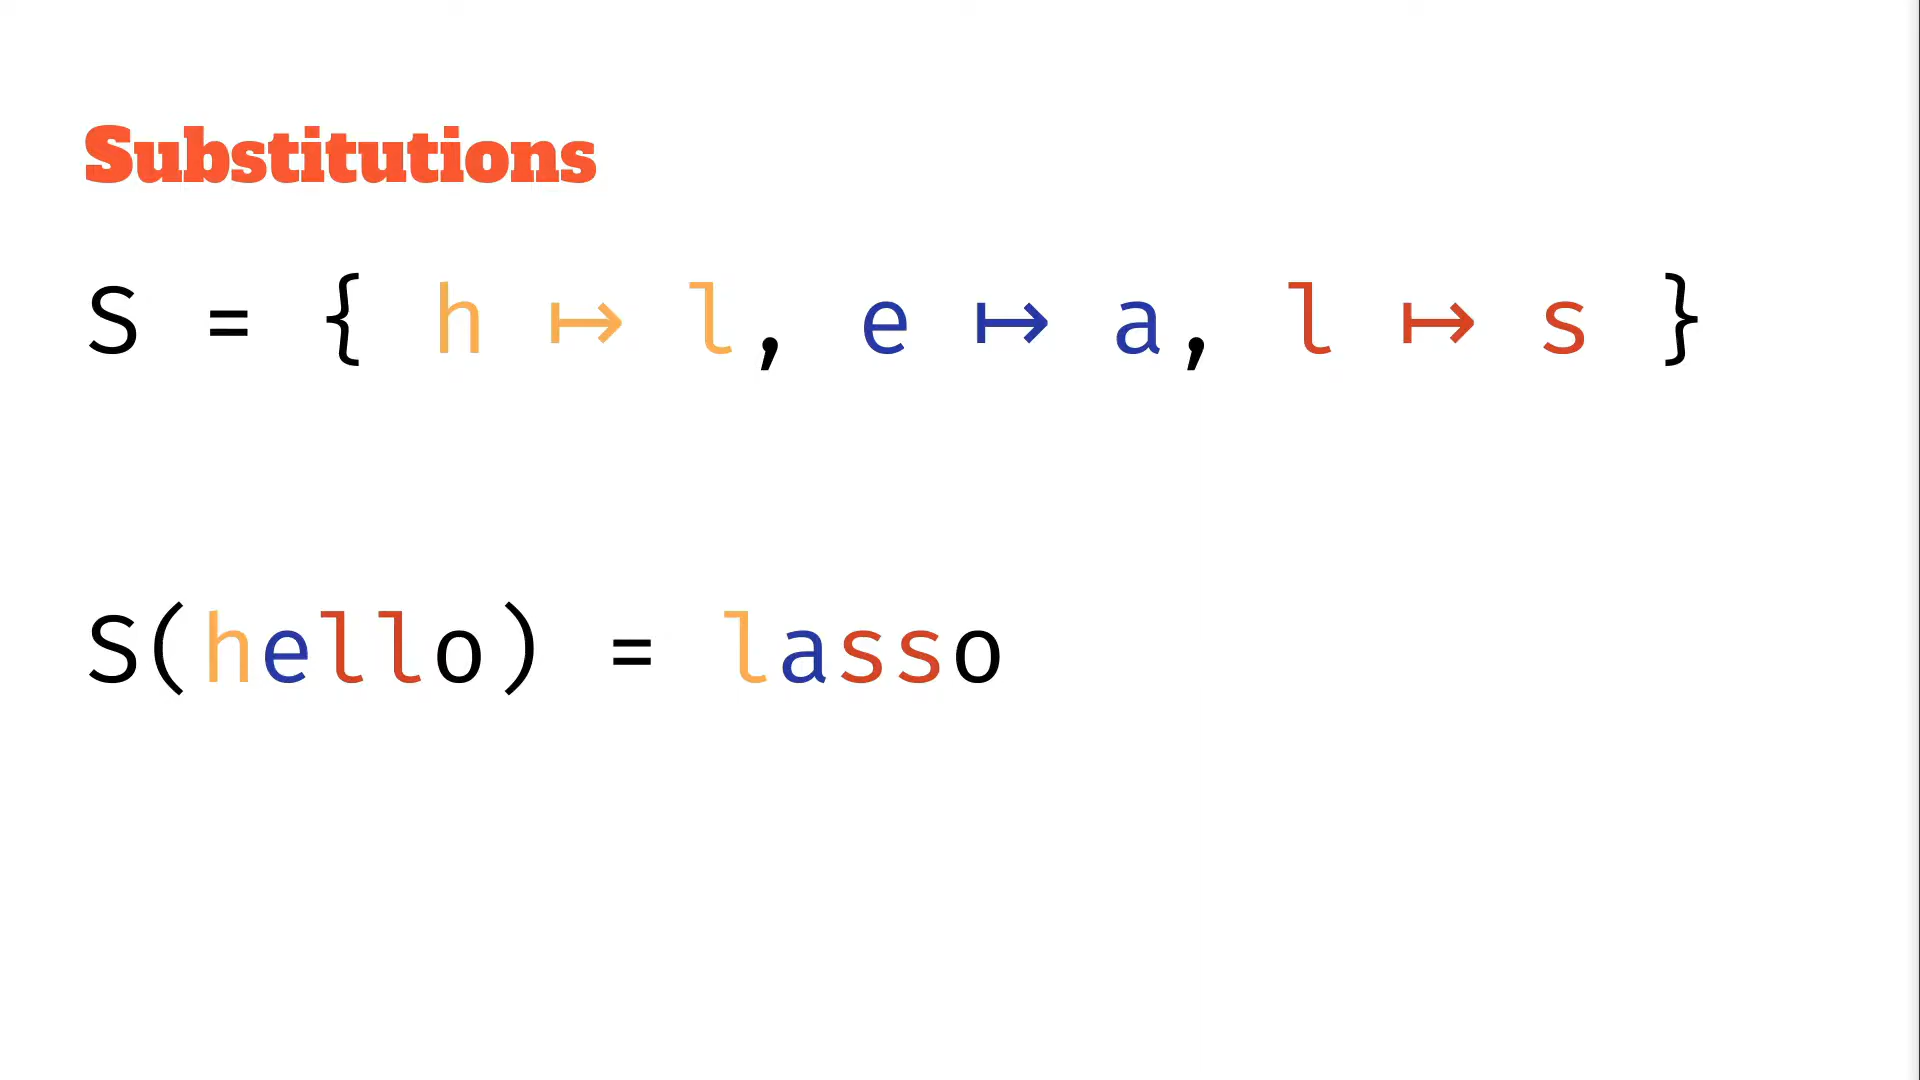 Substitutions
S = { h ↦ l, e ↦ a, l ↦ s }
S(hello) = lasso